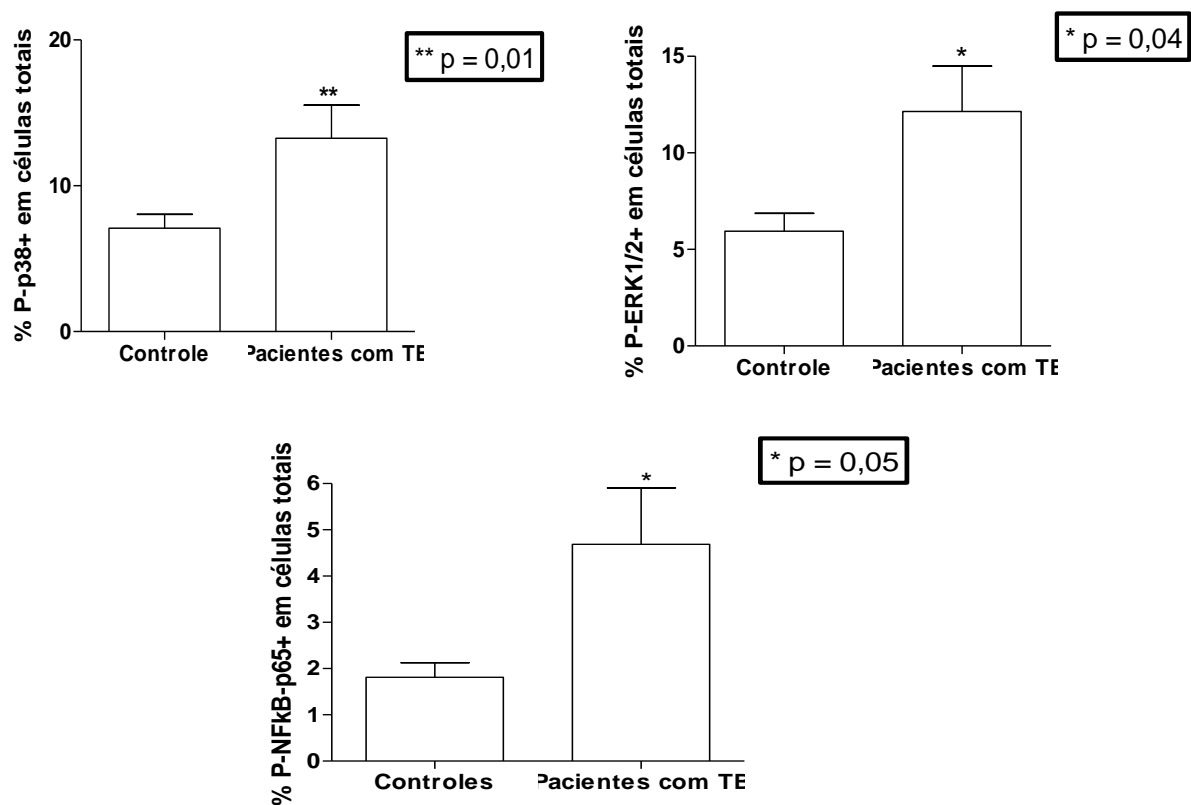 % P-p38+ em células totais
20
10
0
** p = 0,01
**
Controle
Pacientes com TE
% P-ERK1/2+ em células totais
15
10
5
0
* p = 0,04
*
Controle
Pacientes com TE
% P-NFkB-p65+ em células totais
6
5
4
3
2
1
0
* p = 0,05
*
Controles
Pacientes com TE